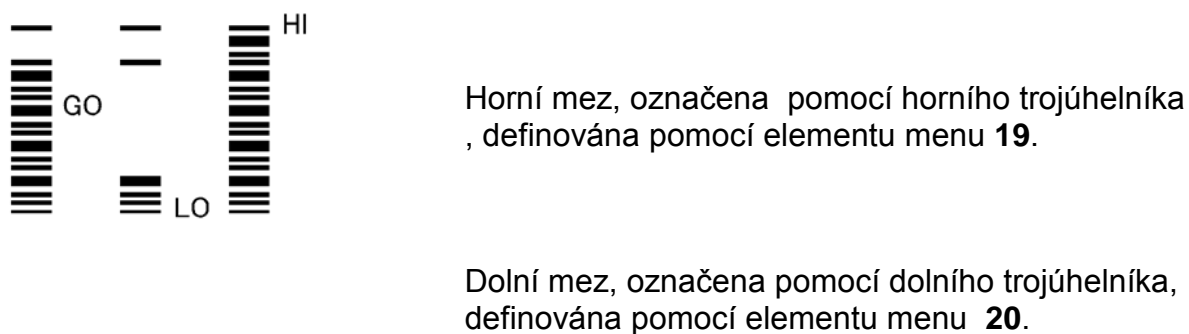 HI
GO
LO
Horní mez, označena  pomocí horního trojúhelníka
, definována pomocí elementu menu 19.
Dolní mez, označena pomocí dolního trojúhelníka,
definována pomocí elementu menu  20.